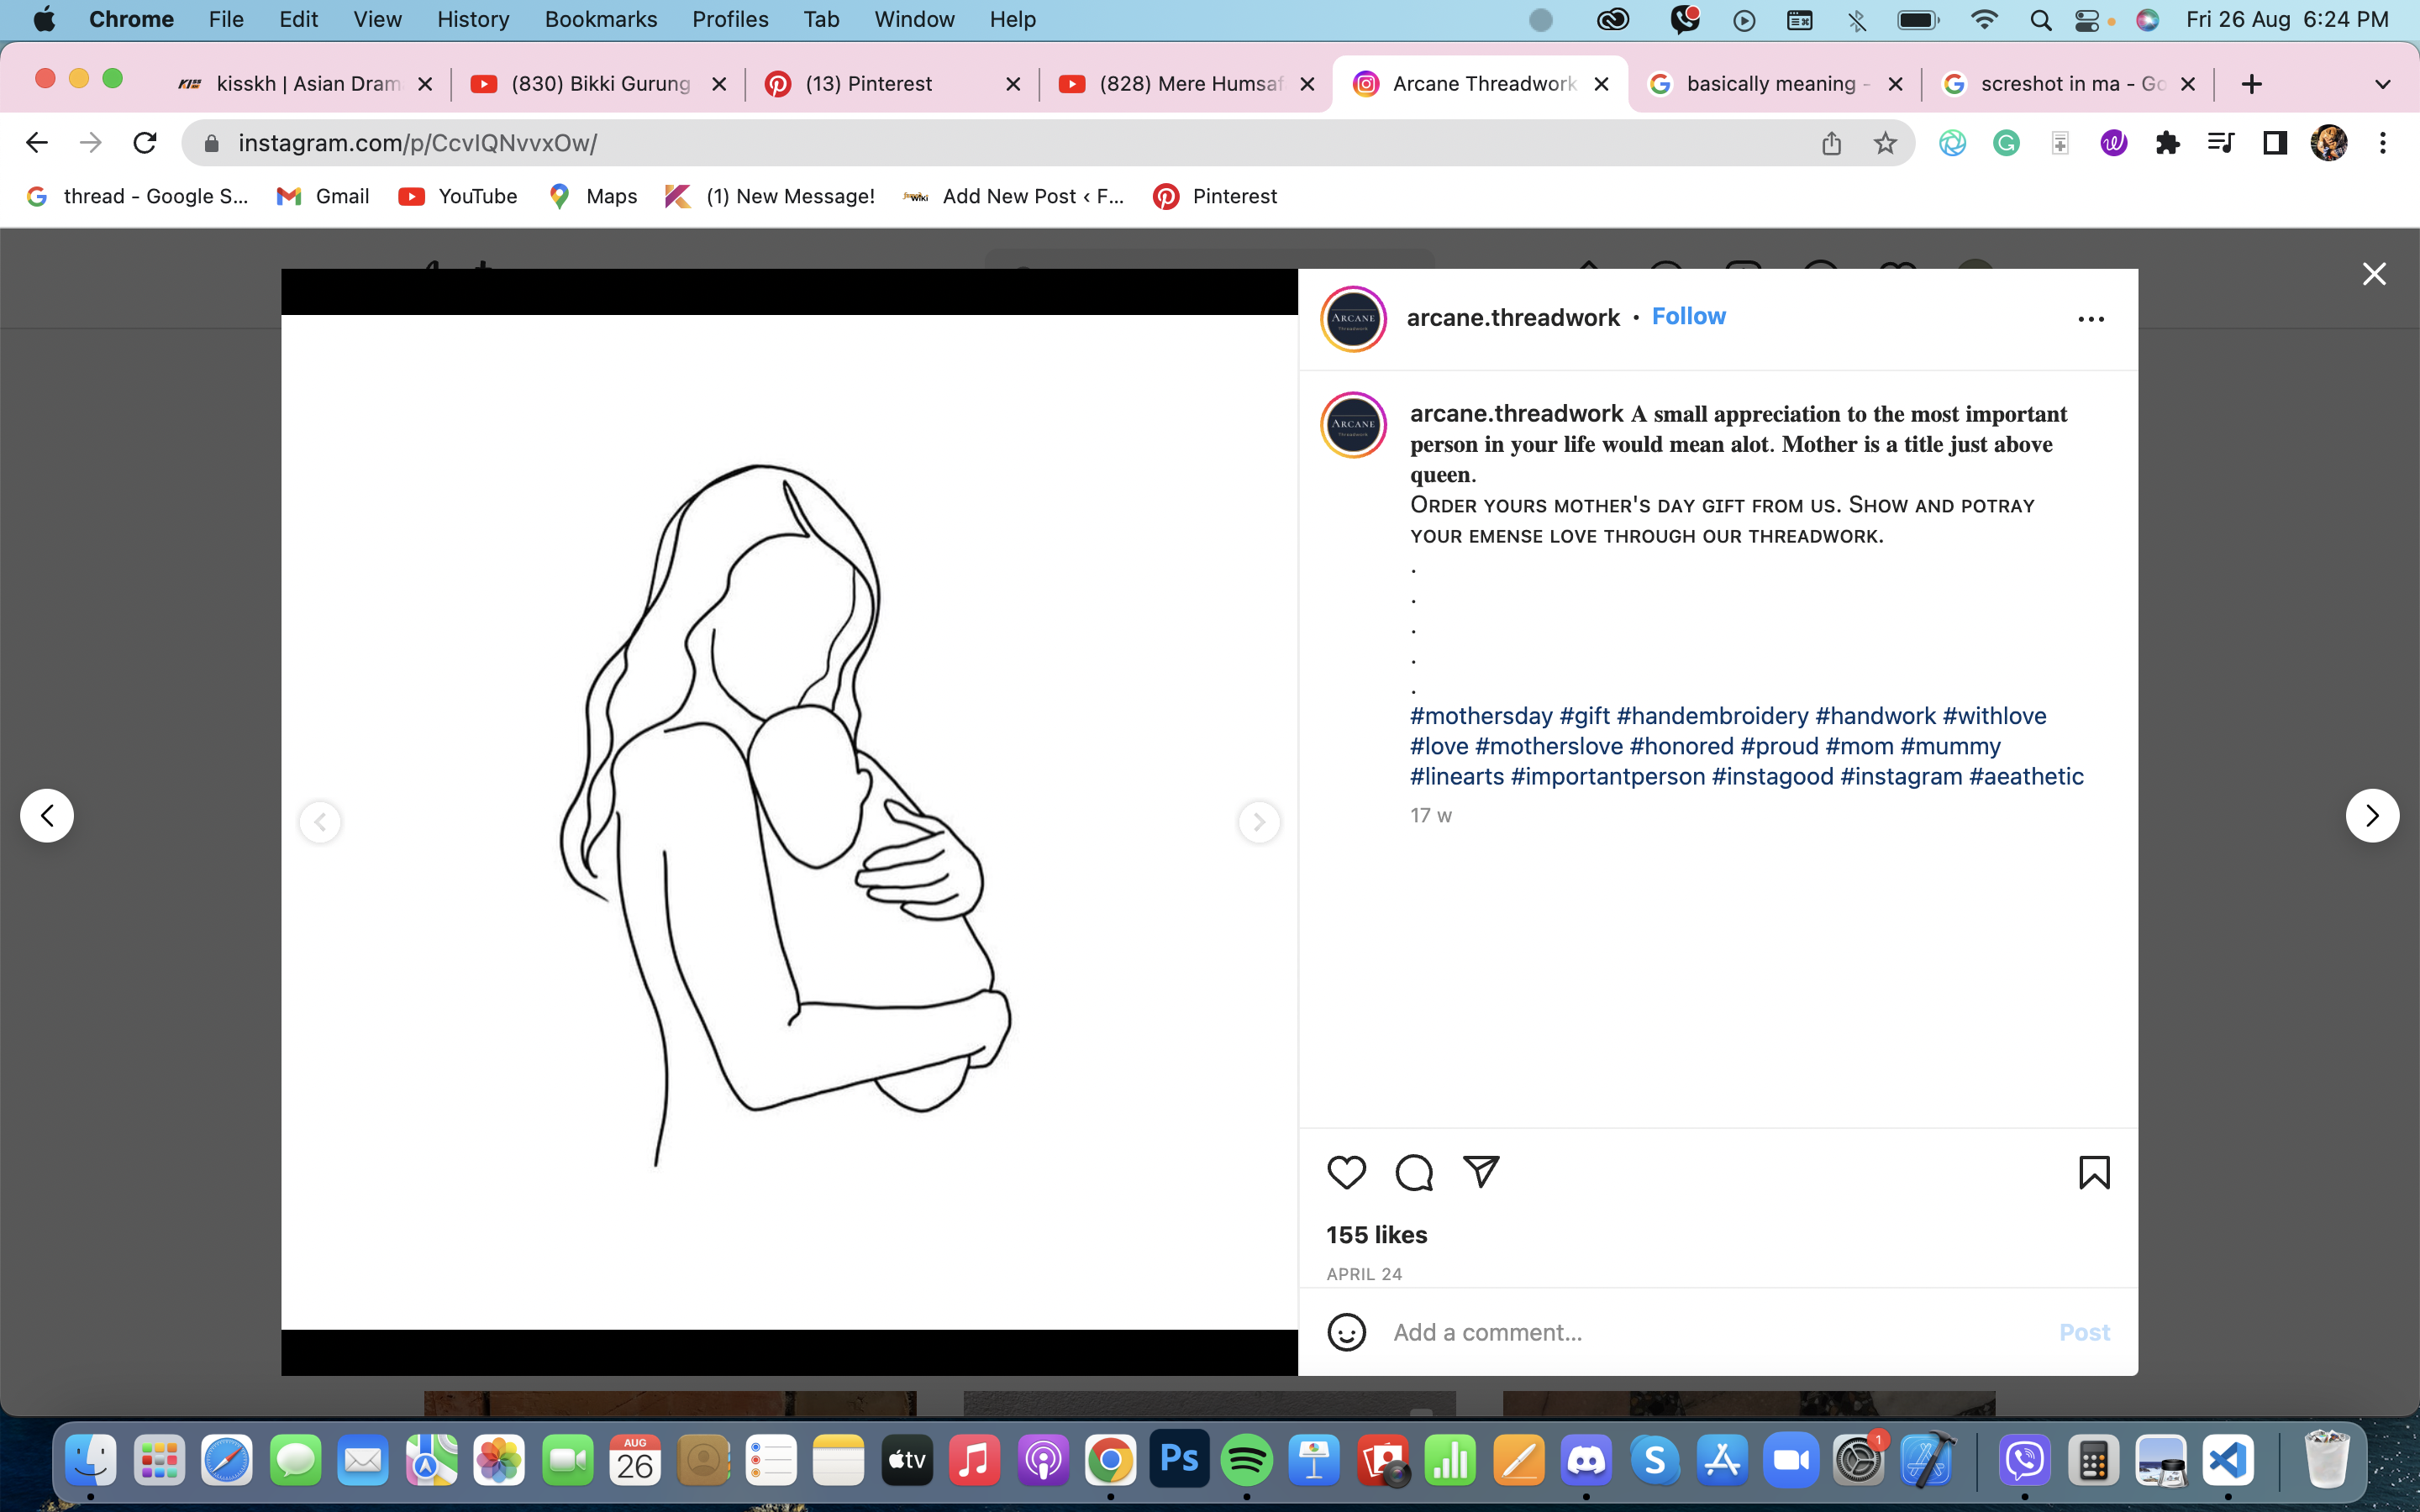 Chrome File Edit View History Bookmarks Profiles Tab Window Help Fri 26 Aug 6:24 PM
kisskh | Asian Dram (830) Bikki Gurung (13) Pinterest (828) Mere Humsaf Arcane Threadwork basically meaning - screshot in ma - Go
instagram.com/p/CcvIQNvvxOw/
thread - Google S... Gmail YouTube Maps (1) New Message! Add New Post ‹ F... Pinterest
ARCANE arcane.threadwork • Follow
ARCANE arcane.threadwork A small appreciation to the most important
person in your life would mean alot. Mother is a title just above
queen.
Order yours mother's day gift from us. Show and potray
your emense love through our threadwork.
.
.
.
.
.
#mothersday #gift #handembroidery #handwork #withlove
#love #motherslove #honored #proud #mom #mummy
#linearts #importantperson #instagood #instagram #aeathetic
17 w
155 likes
APRIL 24
Add a comment... Post
AUG
26
tv
Ps
1